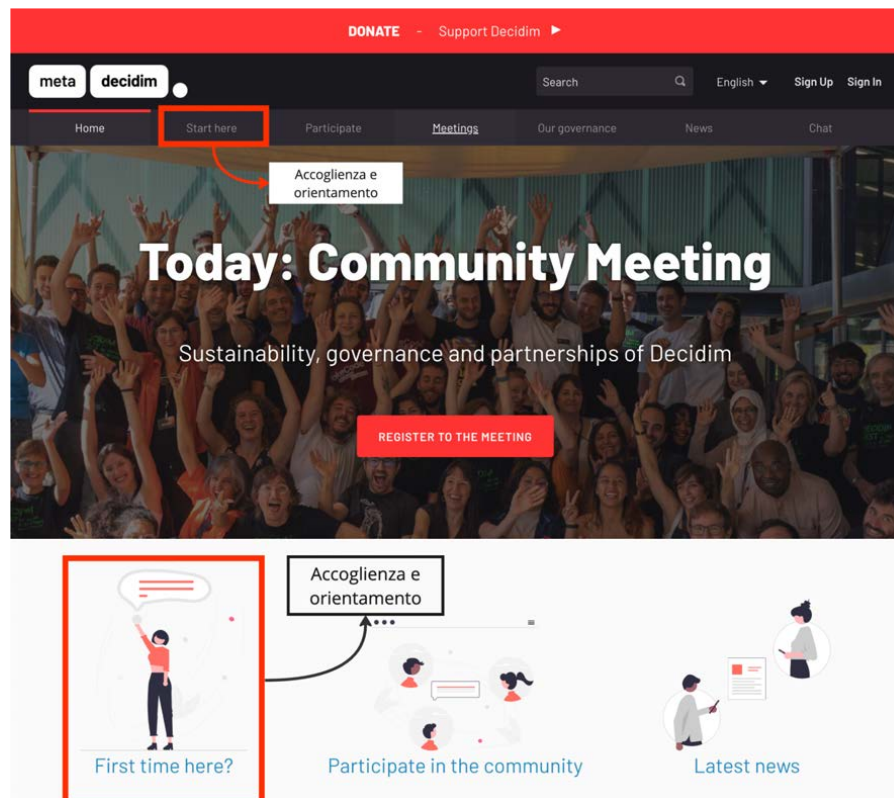 DONATE - Support Decidim ▶
meta decidim
Search English Sign Up Sign In
Home Start here Participate Meetings Our governance News Chat
Accoglienza e
orientamento
Today: Community Meeting
Sustainability, governance and partnerships of Decidim
REGISTER TO THE MEETING
Accoglienza e
orientamento
First time here? Participate in the community Latest news